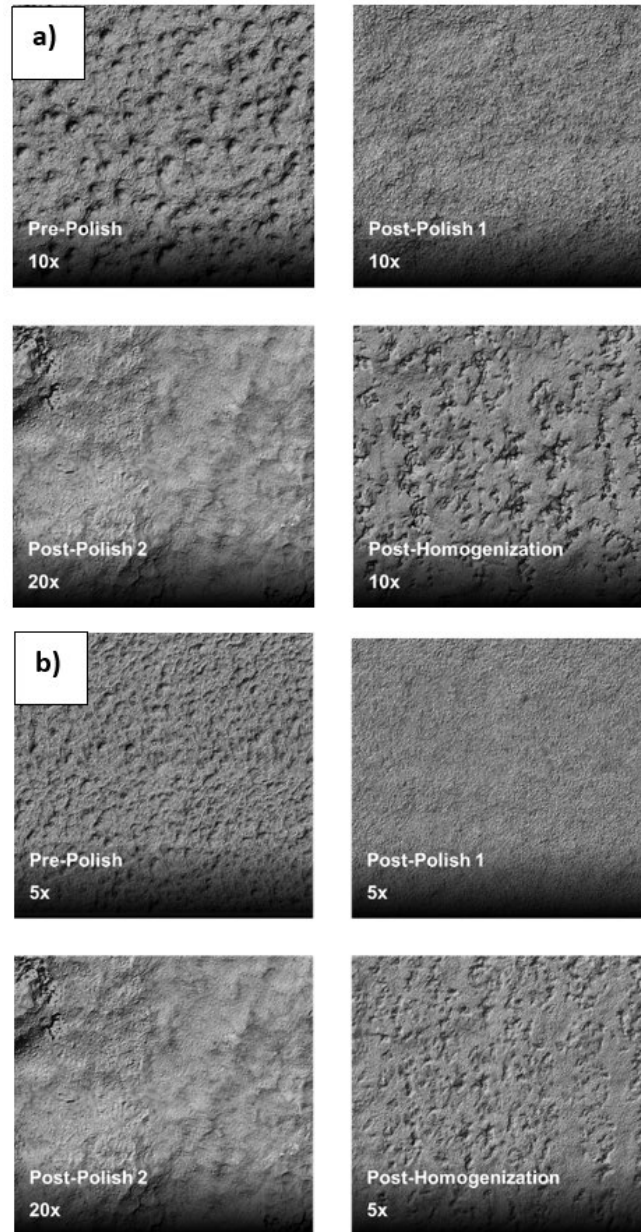 a)
Pre-Polish
10x
Post-Polish 1
10x
Post-Polish 2
20x
Post-Homogenization
10x
b)
Pre-Polish
5x
Post-Polish 1
5x
Post-Polish 2
20x
Post-Homogenization
5x